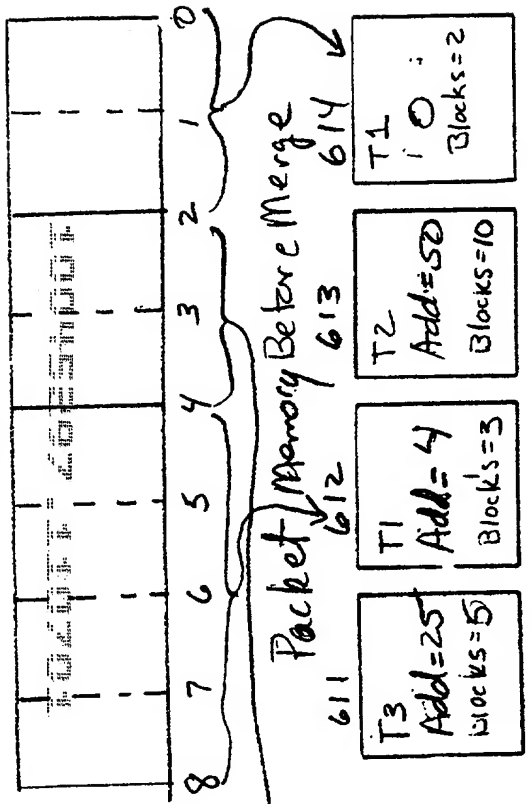 8 7 6 5 4 3 2 1 0
Packet Memory Before Merge
611 612 613 614
T3
Add=25
Blocks=5
T1
Add=4
Blocks=3
T2
Add=50
Blocks=10
T1
0
Blocks=2